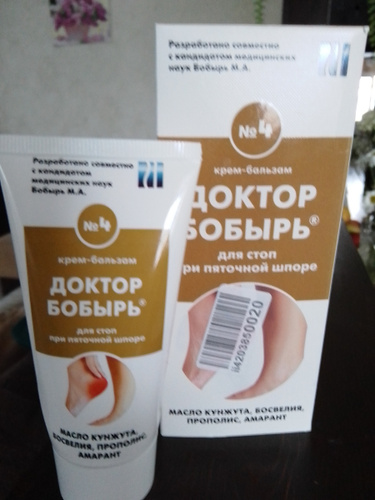 Разработано совместно
с кандидатом медицинских
наук Бобырь М.А.
№4
крем-бальзам
ДОКТОР
БОБЫРЬ®
для стоп
при пяточной шпоре
МАСЛО КУНЖУТА, БОСВЕЛИЯ,
ПРОПОЛИС, АМАРАНТ
Разработано совместно
с кандидатом
медицинских наук
Бобырь М.А.
№4
крем-бальзам
ДОКТОР
БОБЫРЬ®
для стоп
при пяточной шпоре
МАСЛО КУНЖУТА,
БОСВЕЛИЯ, ПРОПОЛИС,
АМАРАНТ